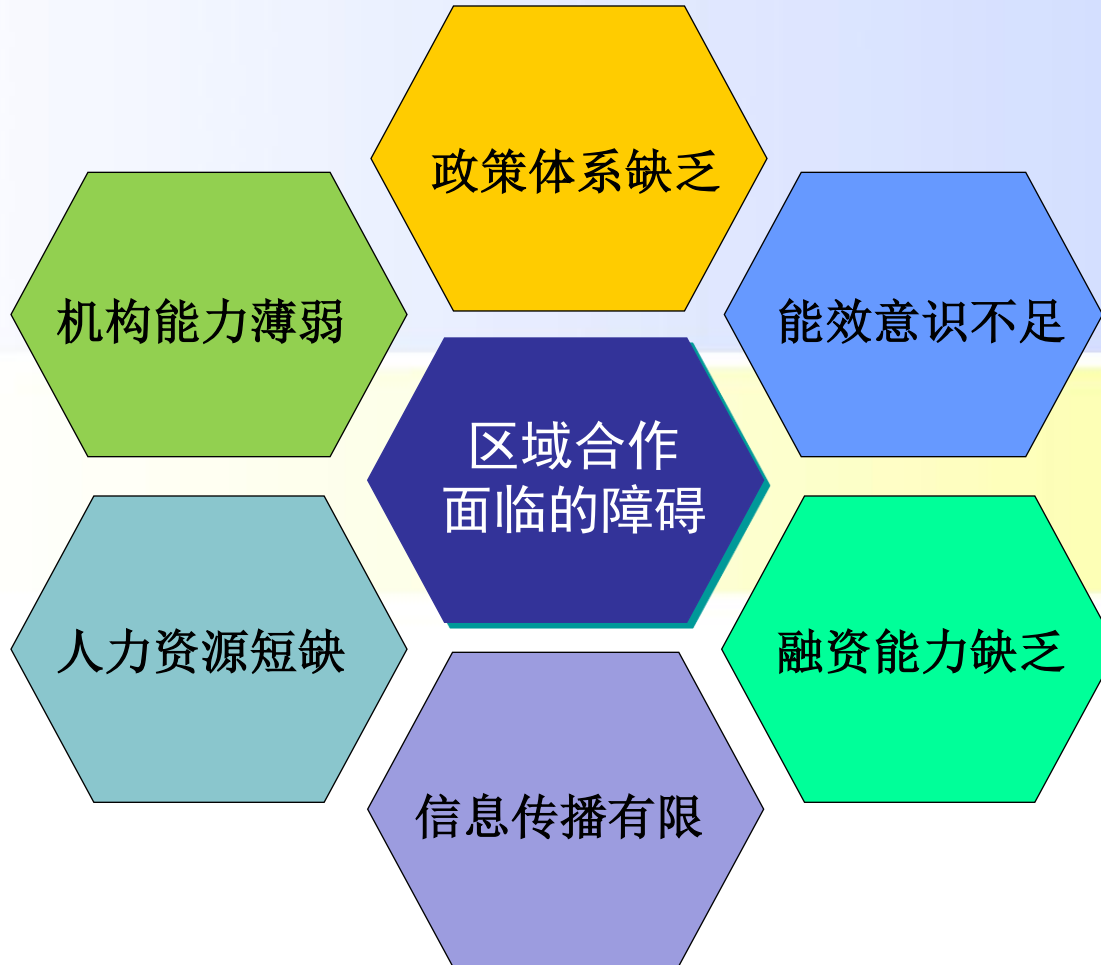 政策体系缺乏
机构能力薄弱
能效意识不足
区域合作
面临的障碍
人力资源短缺
融资能力缺乏
信息传播有限